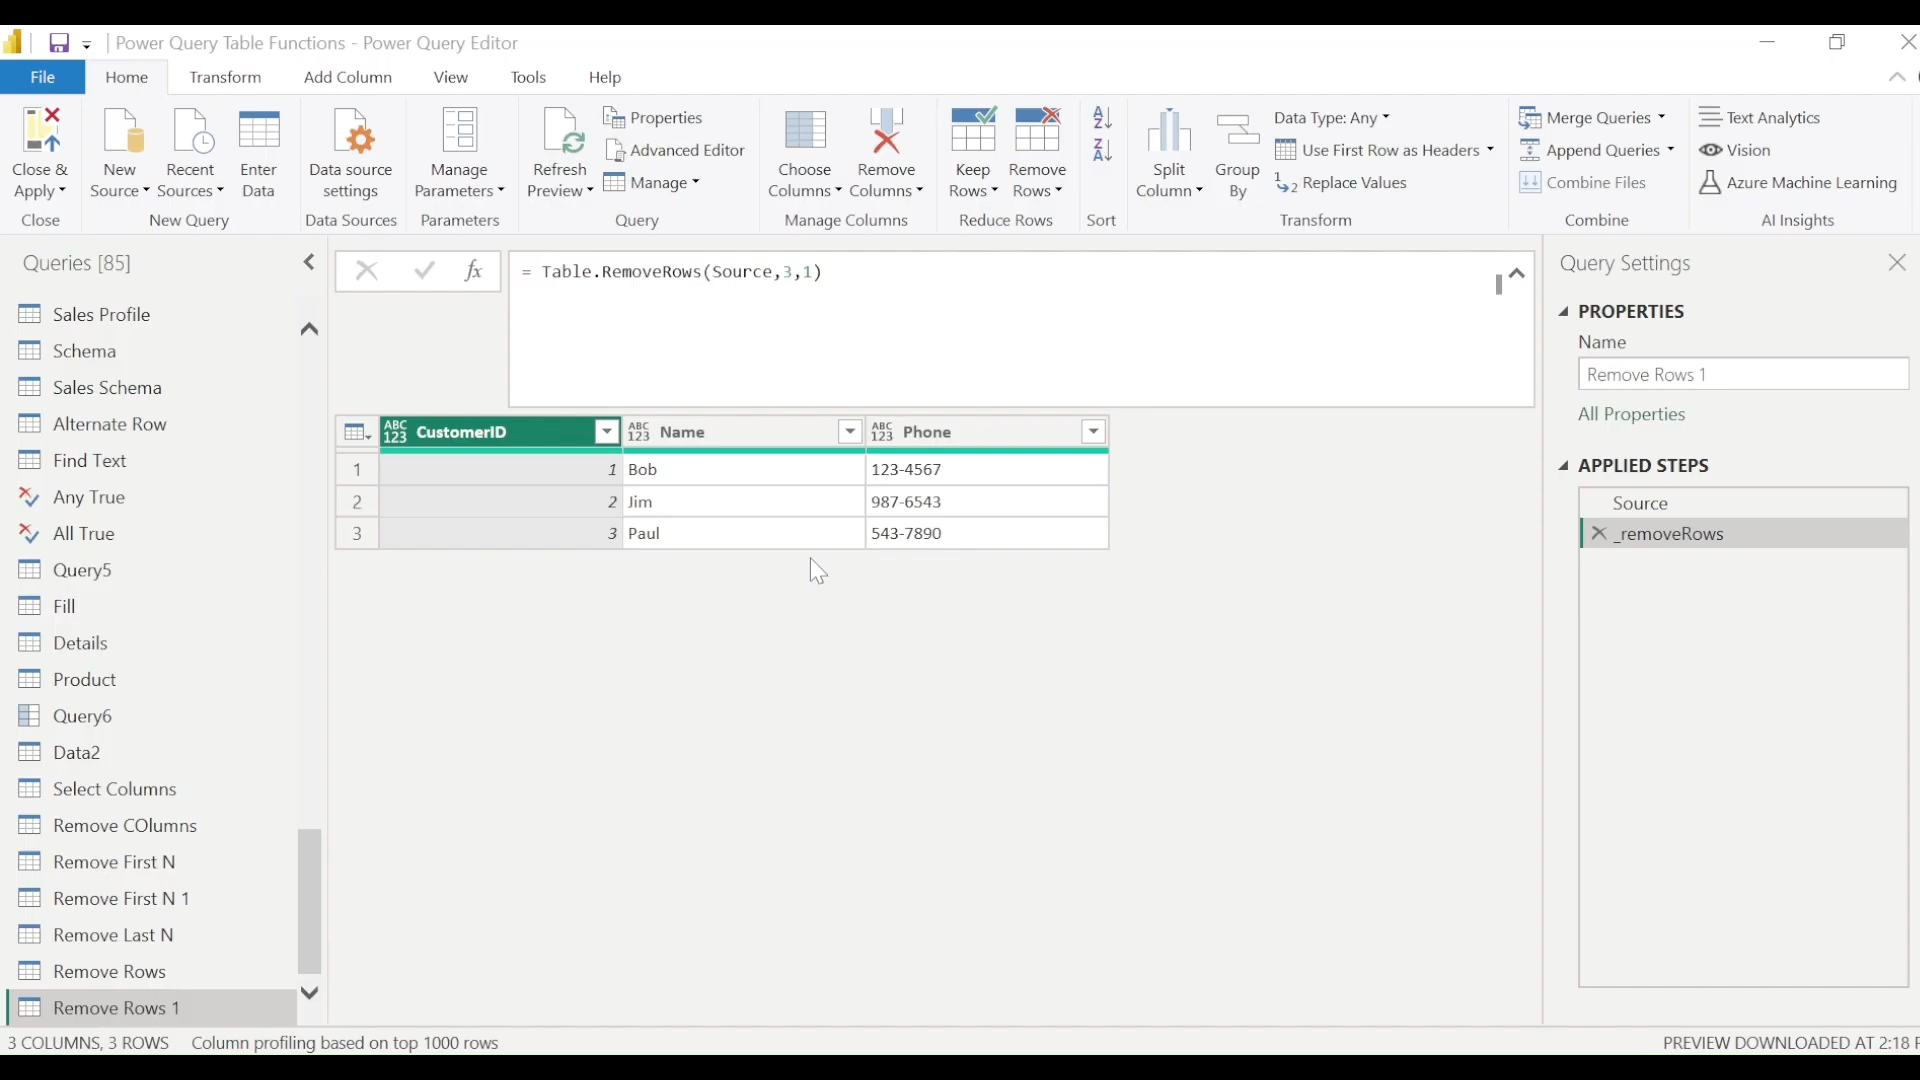 Power Query Table Functions - Power Query Editor
File Home Transform Add Column View Tools Help
Close & Apply
New Source
Recent Sources
Enter Data
Data source settings
Manage Parameters
Refresh Preview
Properties
Advanced Editor
Manage
Choose Columns
Remove Columns
Keep Rows
Remove Rows
Split Column
Group By
Data Type: Any
Use First Row as Headers
1 2 Replace Values
Merge Queries
Append Queries
Combine Files
Text Analytics
Vision
Azure Machine Learning
Close New Query Data Sources Parameters Query Manage Columns Reduce Rows Sort Transform Combine AI Insights
Queries [85]
Sales Profile
Schema
Sales Schema
Alternate Row
Find Text
Any True
All True
Query5
Fill
Details
Product
Query6
Data2
Select Columns
Remove COlumns
Remove First N
Remove First N 1
Remove Last N
Remove Rows
Remove Rows 1
fx
= Table.RemoveRows(Source,3,1)
ABC 123 CustomerID ABC 123 Name ABC 123 Phone
1 1 Bob 123-4567
2 2 Jim 987-6543
3 3 Paul 543-7890
Query Settings
PROPERTIES
Name
Remove Rows 1
All Properties
APPLIED STEPS
Source
_removeRows
3 COLUMNS, 3 ROWS Column profiling based on top 1000 rows
PREVIEW DOWNLOADED AT 2:18